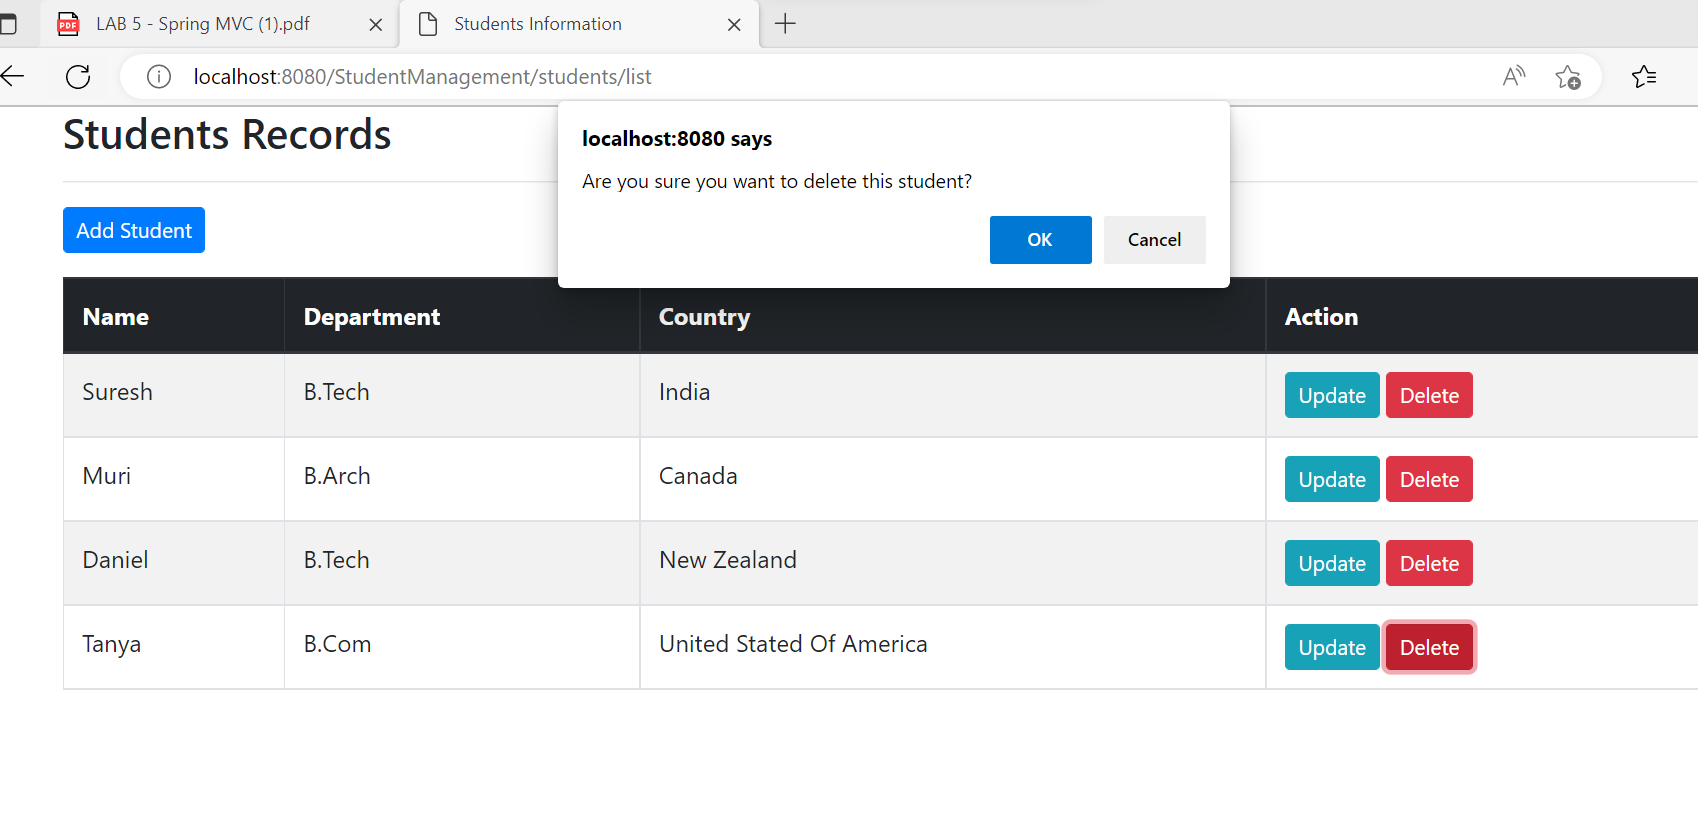 LAB 5 - Spring MVC (1).pdf
Students Information
localhost:8080/StudentManagement/students/list
Students Records
localhost:8080 says
Are you sure you want to delete this student?
OK Cancel
Add Student
Name Department Country Action
Suresh B.Tech India Update Delete
Muri B.Arch Canada Update Delete
Daniel B.Tech New Zealand Update Delete
Tanya B.Com United Stated Of America Update Delete